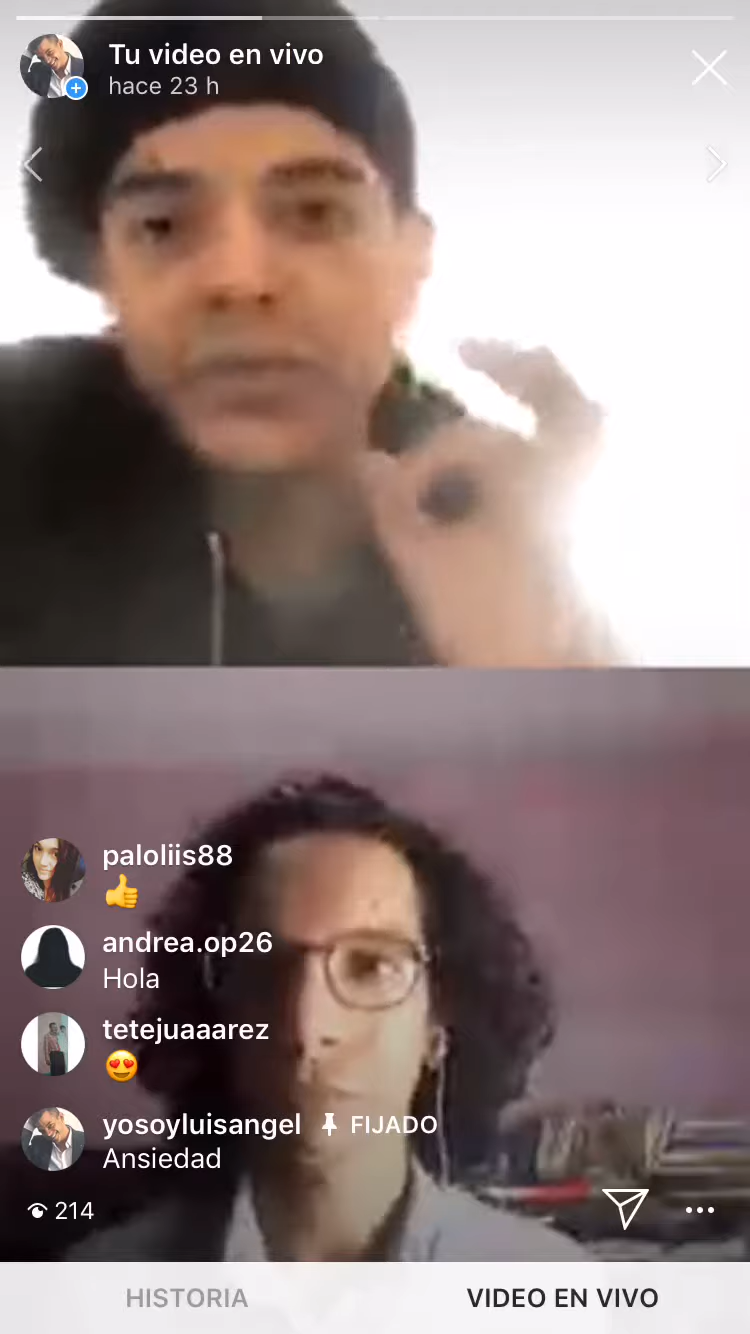 Tu video en vivo
hace 23 h
paloliis88
👍
andrea.op26
Hola
tetejuaaarez
😍
yosoyluisangel FIJADO
Ansiedad
214
HISTORIA
VIDEO EN VIVO